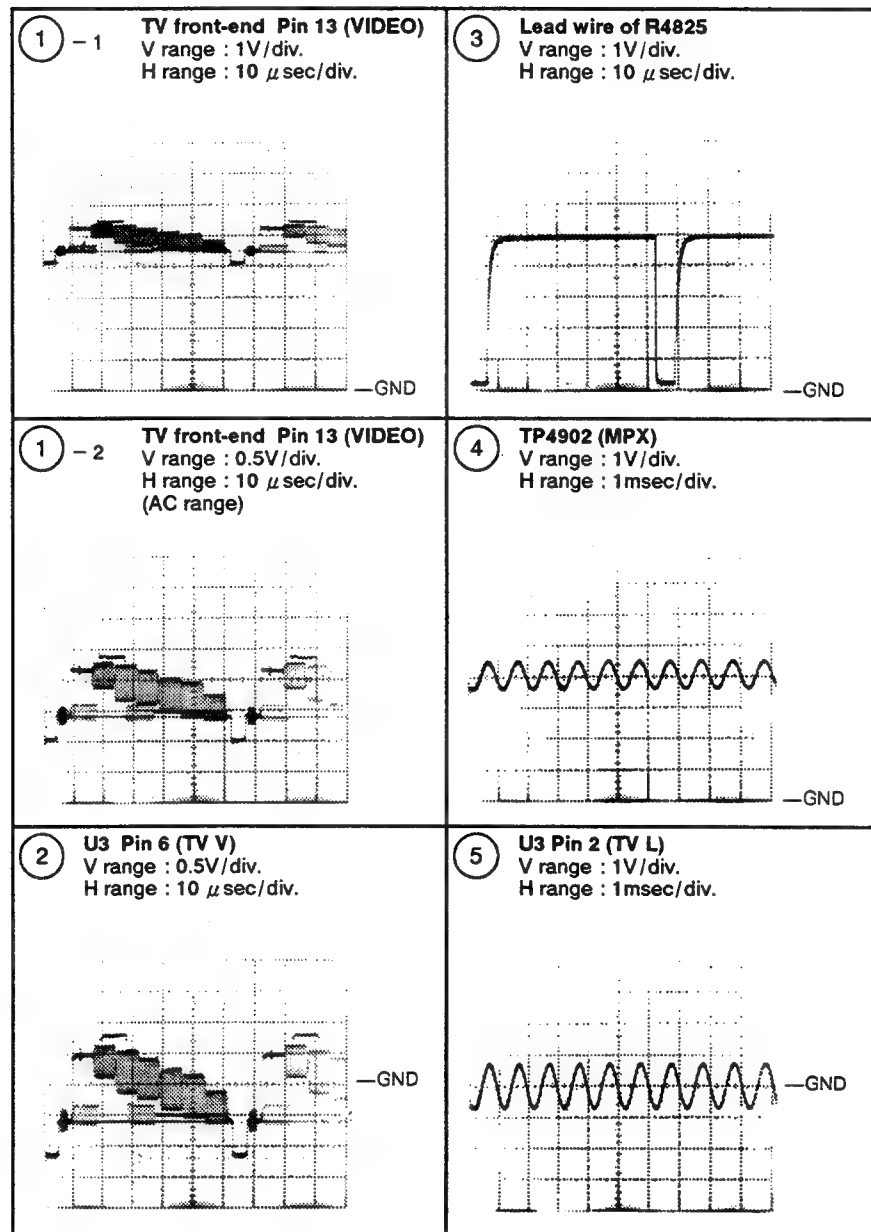 1 – 1
TV front-end Pin 13 (VIDEO)
V range : 1V/div.
H range : 10 μsec/div.
—GND
3
Lead wire of R4825
V range : 1V/div.
H range : 10 μsec/div.
—GND
1 – 2
TV front-end Pin 13 (VIDEO)
V range : 0.5V/div.
H range : 10 μsec/div.
(AC range)
4
TP4902 (MPX)
V range : 1V/div.
H range : 1msec/div.
—GND
2
U3 Pin 6 (TV V)
V range : 0.5V/div.
H range : 10 μsec/div.
—GND
5
U3 Pin 2 (TV L)
V range : 1V/div.
H range : 1msec/div.
—GND